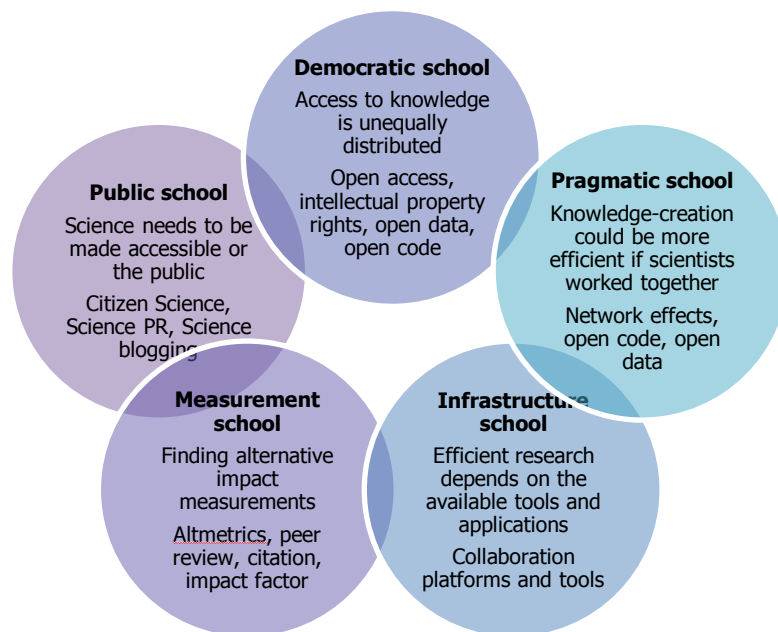 Democratic school
Access to knowledge
is unequally
distributed
Open access,
intellectual property
rights, open data,
open code
Pragmatic school
Knowledge-creation
could be more
efficient if scientists
worked together
Network effects,
open code, open
data
Infrastructure
school
Efficient research
depends on the
available tools and
applications
Collaboration
platforms and tools
Measurement
school
Finding alternative
impact
measurements
Altmetrics, peer
review, citation,
impact factor
Public school
Science needs to be
made accessible or
the public
Citizen Science,
Science PR, Science
blogging